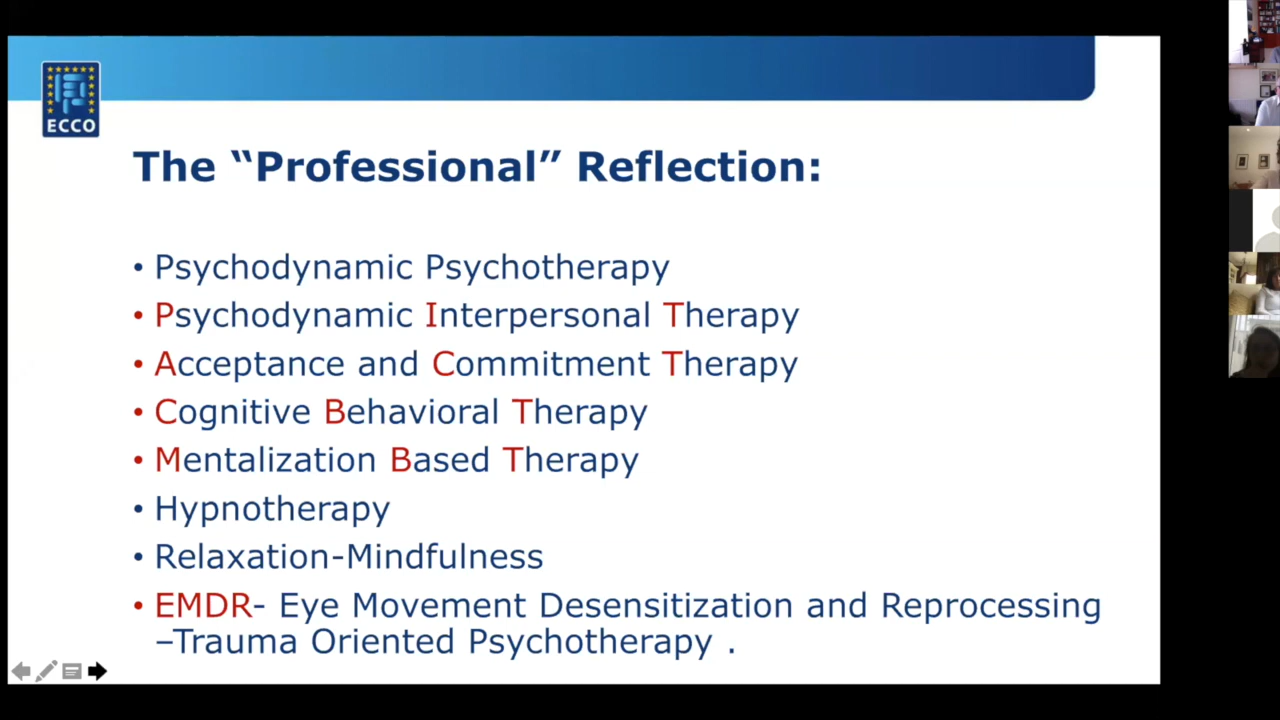 ECCO
The “Professional” Reflection:
• Psychodynamic Psychotherapy
• Psychodynamic Interpersonal Therapy
• Acceptance and Commitment Therapy
• Cognitive Behavioral Therapy
• Mentalization Based Therapy
• Hypnotherapy
• Relaxation-Mindfulness
• EMDR- Eye Movement Desensitization and Reprocessing
–Trauma Oriented Psychotherapy .